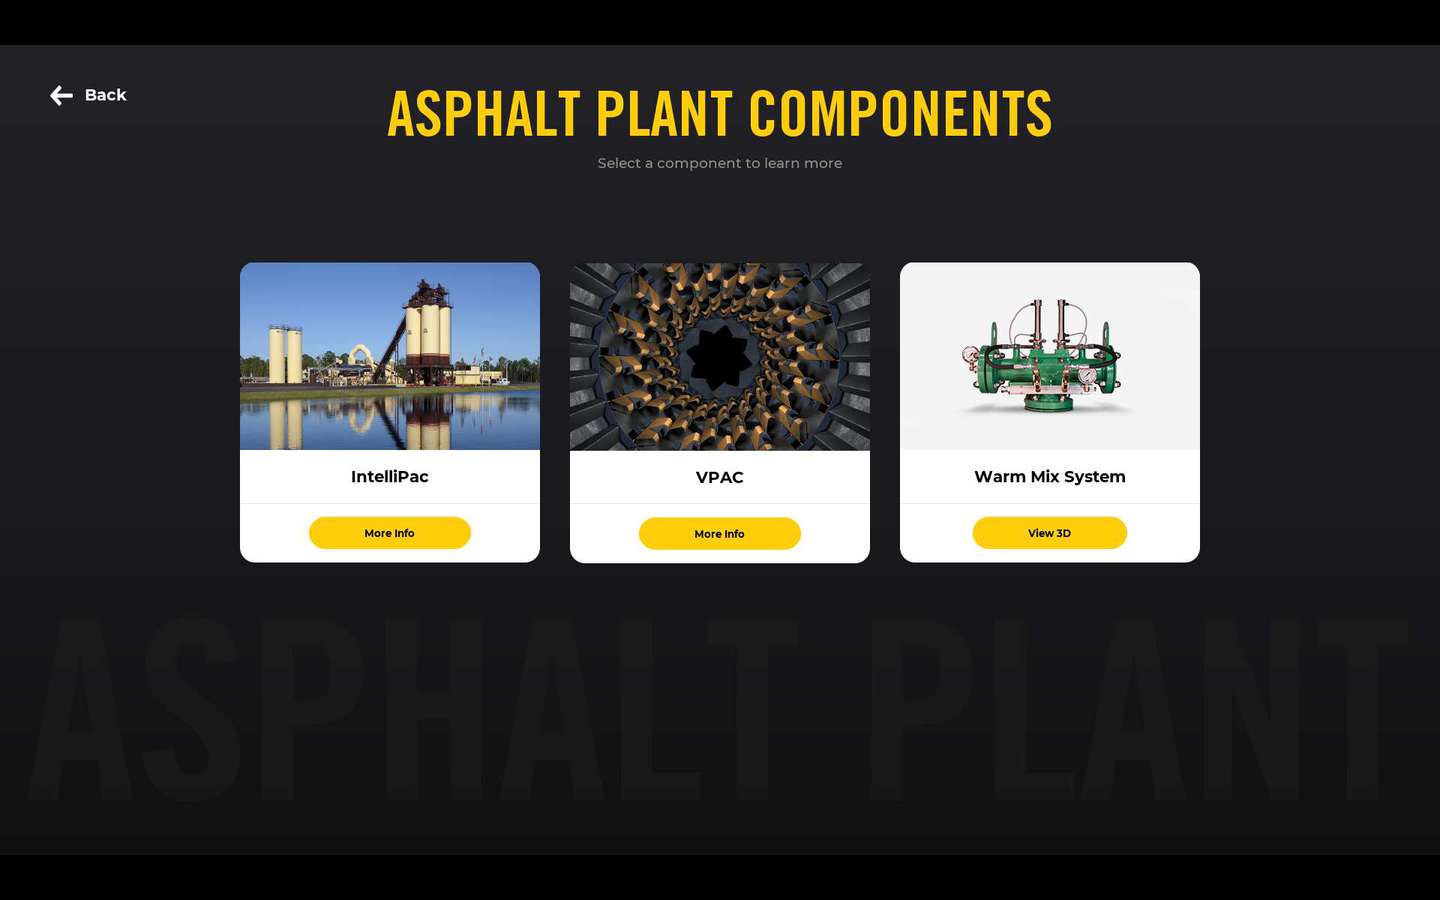 Back
ASPHALT PLANT COMPONENTS
Select a component to learn more
IntelliPac
VPAC
Warm Mix System
More Info
More Info
View 3D
ASPHALT PLANT